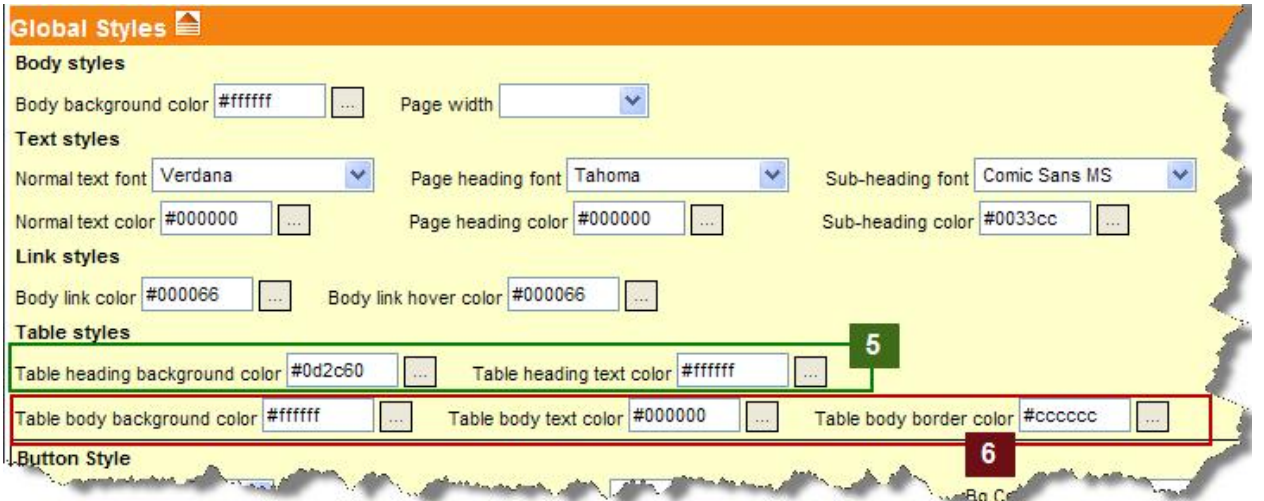 Global Styles
Body styles
Body background color #ffffff ... Page width
Text styles
Normal text font Verdana Page heading font Tahoma Sub-heading font Comic Sans MS
Normal text color #000000 ... Page heading color #000000 ... Sub-heading color #0033cc ...
Link styles
Body link color #000066 ... Body link hover color #000066 ...
Table styles
5
Table heading background color #0d2c60 ... Table heading text color #ffffff ...
Table body background color #ffffff ... Table body text color #000000 ... Table body border color #cccccc ...
6
Button Style
Bg